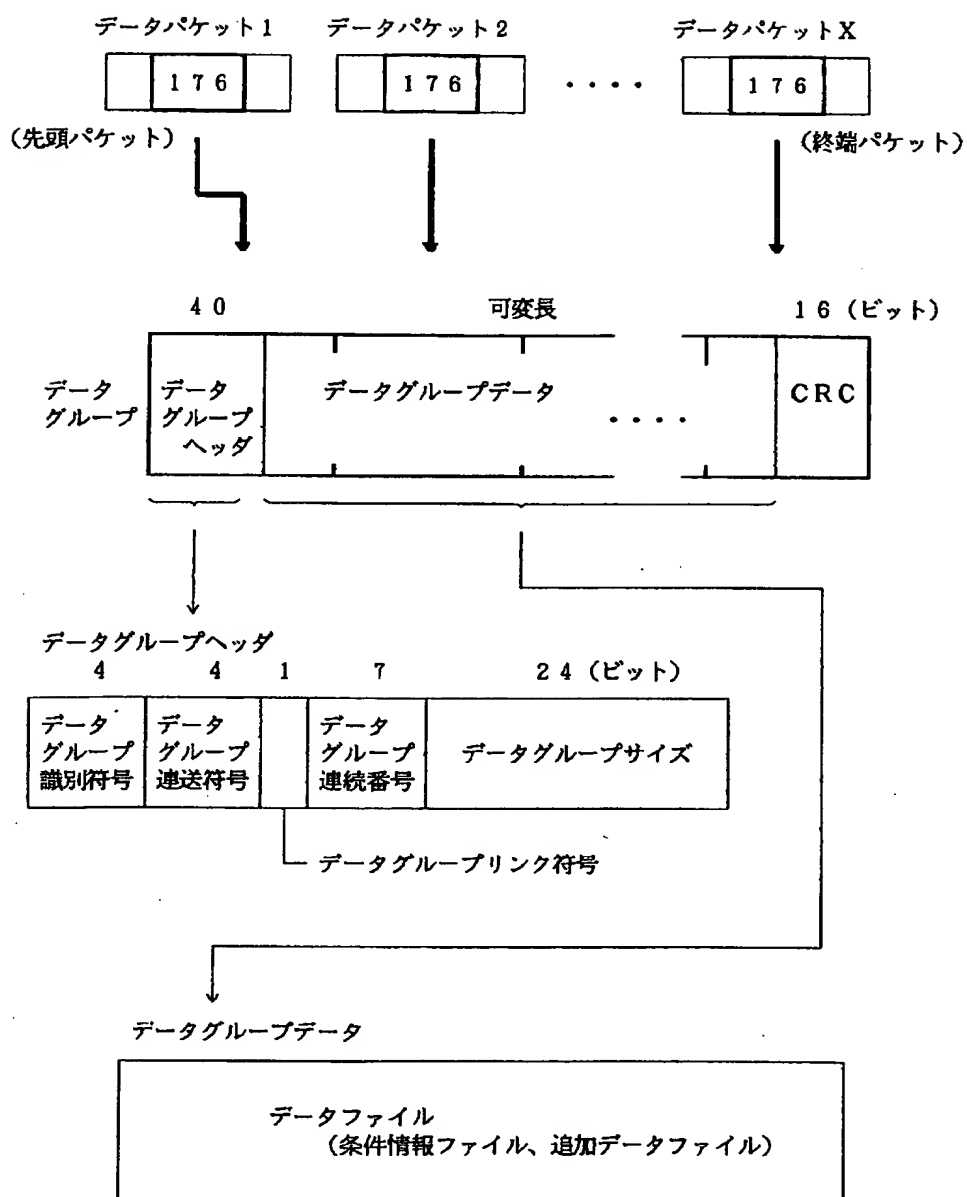 データパケット1 データパケット2 データパケットX
176 176 ・・・・ 176
(先頭パケット) (終端パケット)
40 可変長 16(ビット)
データ
グループ
データ
グループ
ヘッダ
データグループデータ
・・・・
CRC
データグループヘッダ
4 4 1 7 24(ビット)
データ
グループ
識別符号
データ
グループ
連送符号
データ
グループ
連続番号
データグループサイズ
データグループリンク符号
データグループデータ
データファイル
(条件情報ファイル、追加データファイル)